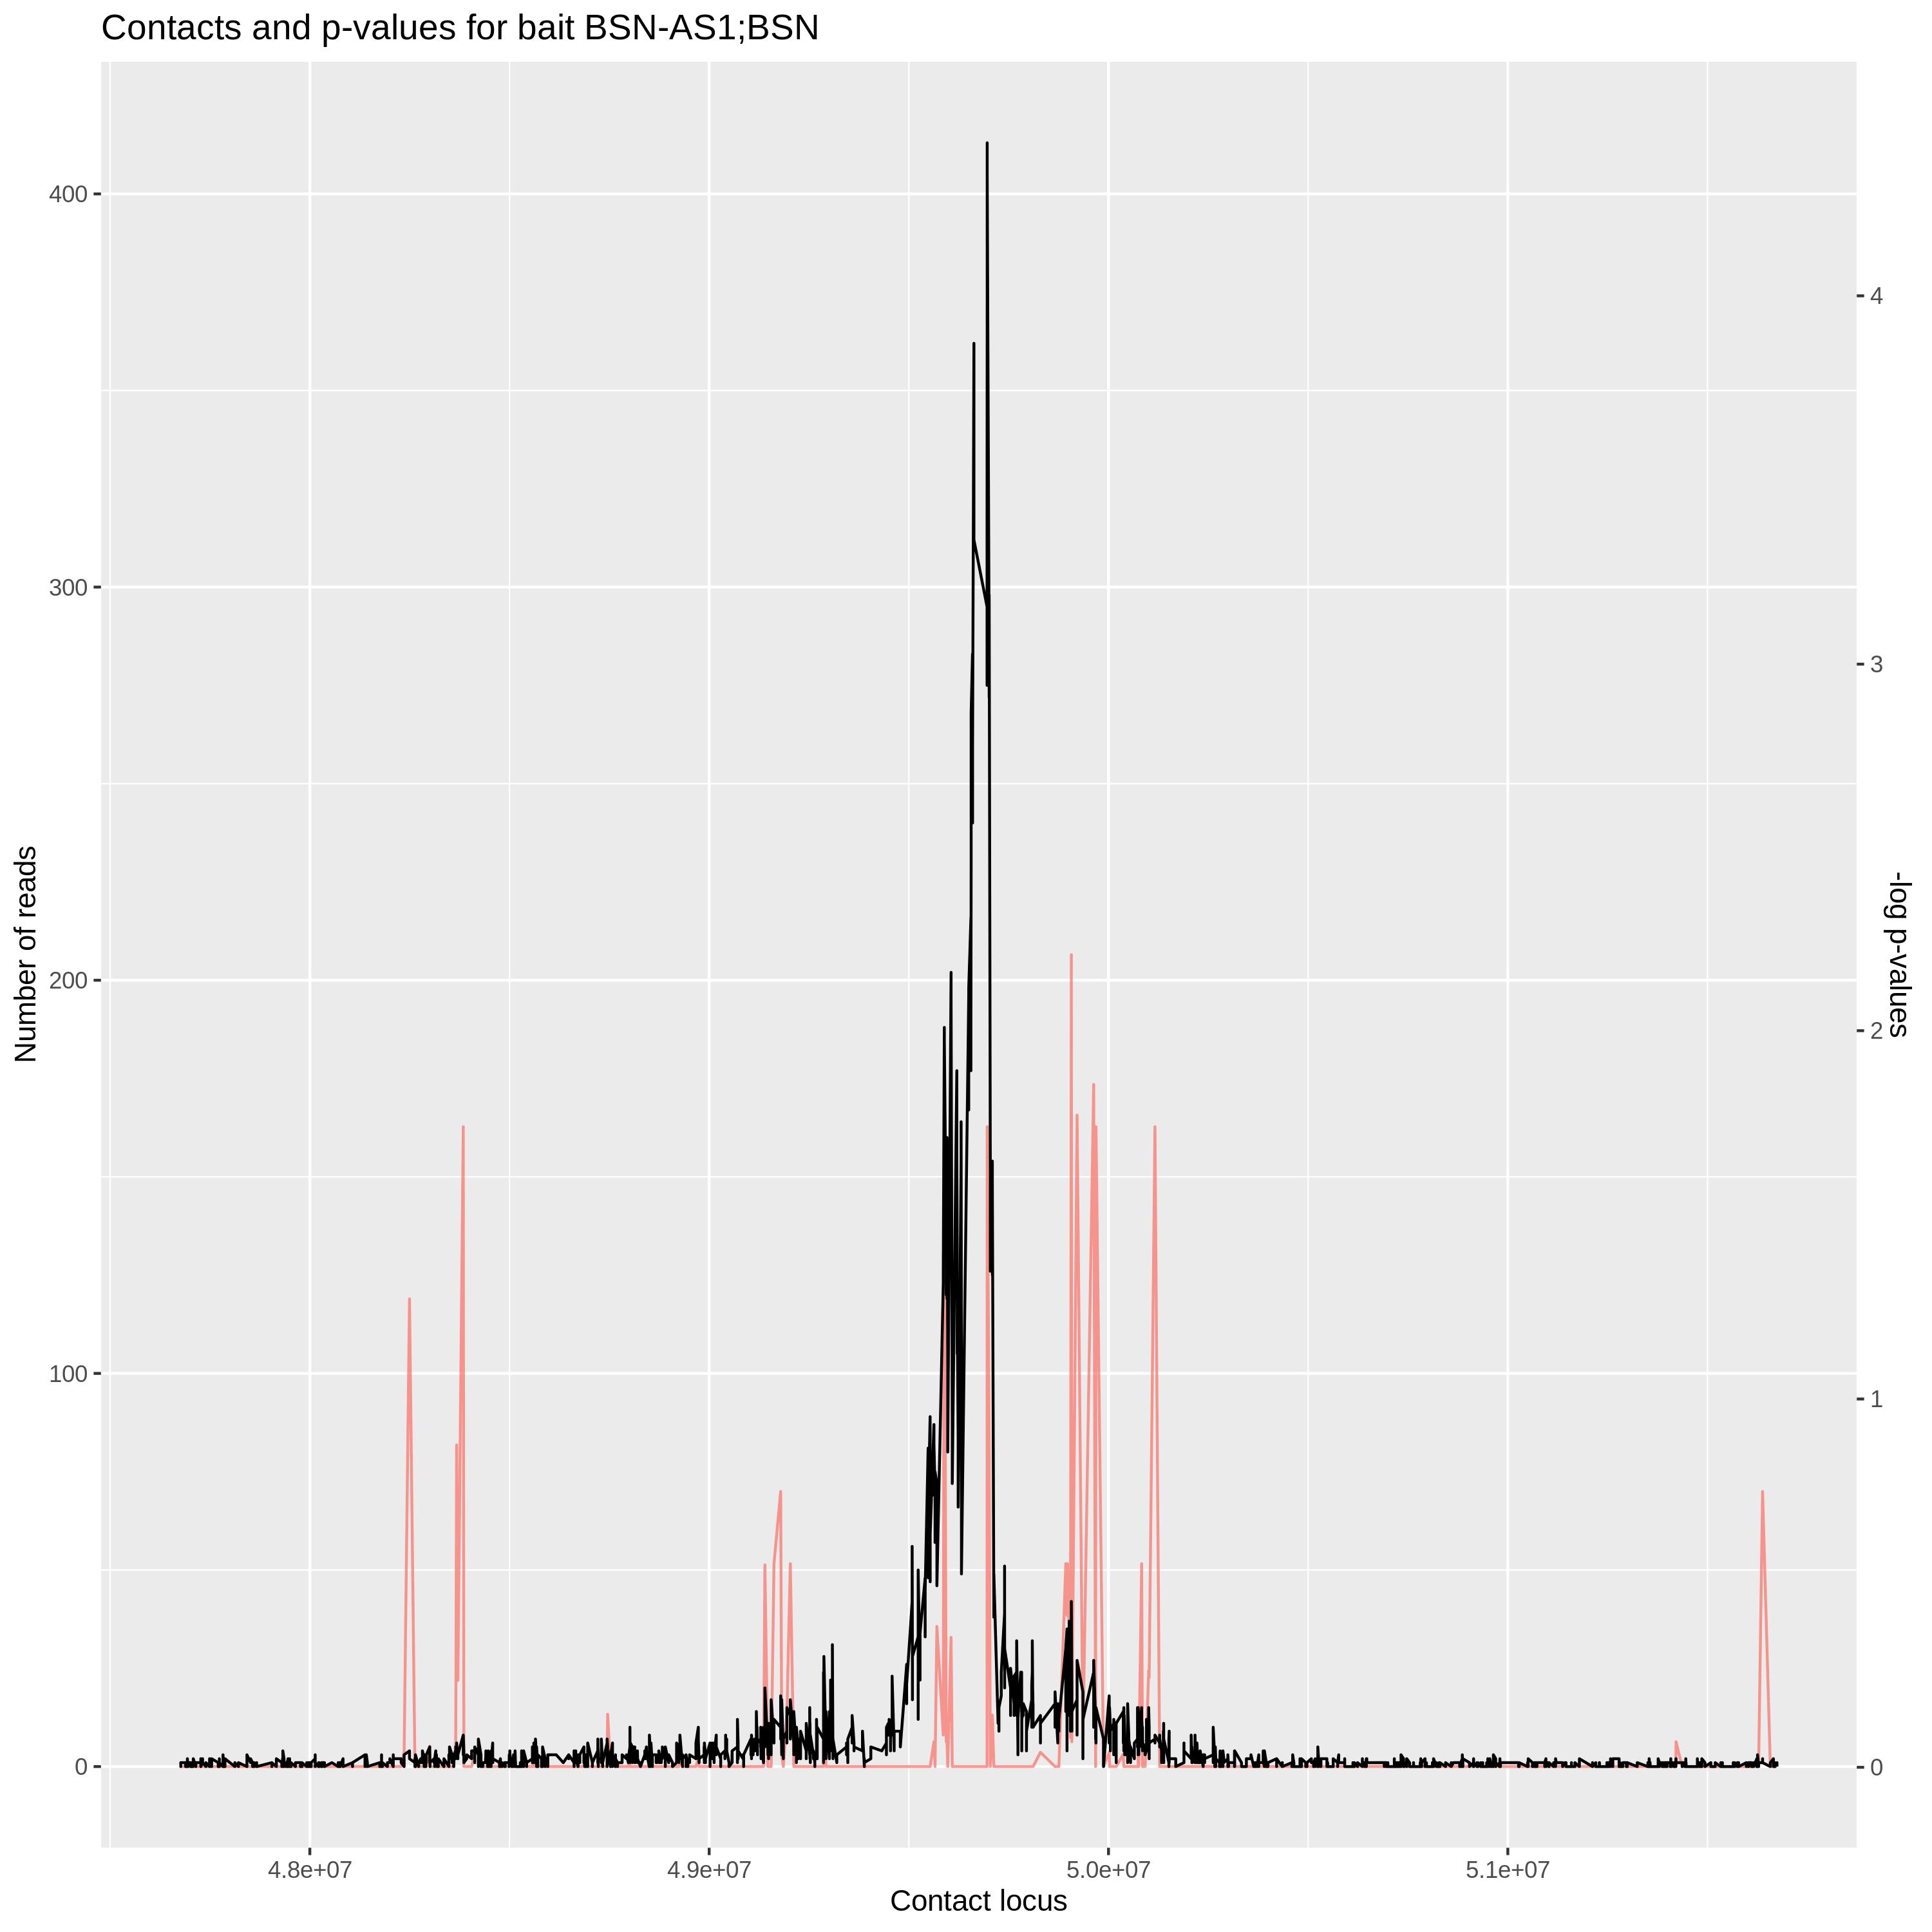 Contacts and p-values for bait BSN-AS1;BSN
400
300
200
100
0
Number of reads
4
3
2
1
0
-log p-values
4.8e+07
4.9e+07
5.0e+07
5.1e+07
Contact locus